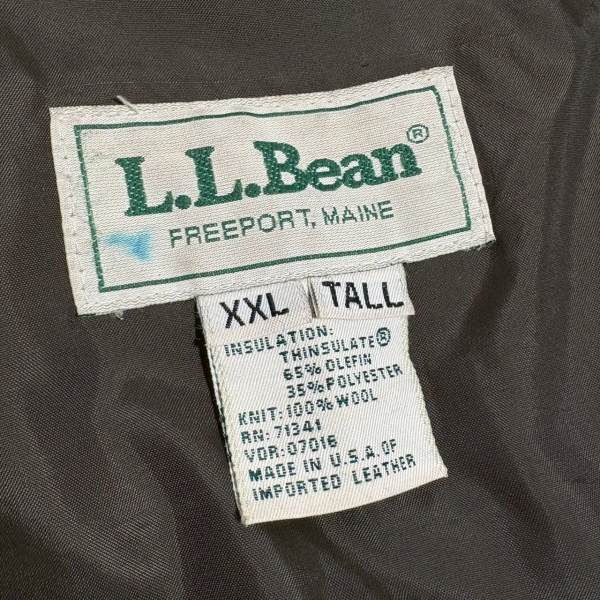 L.L.Bean®
FREEPORT, MAINE
XXL TALL
INSULATION:
THINSULATE®
65% OLEFIN
35% POLYESTER
KNIT: 100% WOOL
RN: 71341
VDR: 07016
MADE IN U.S.A. OF
IMPORTED LEATHER